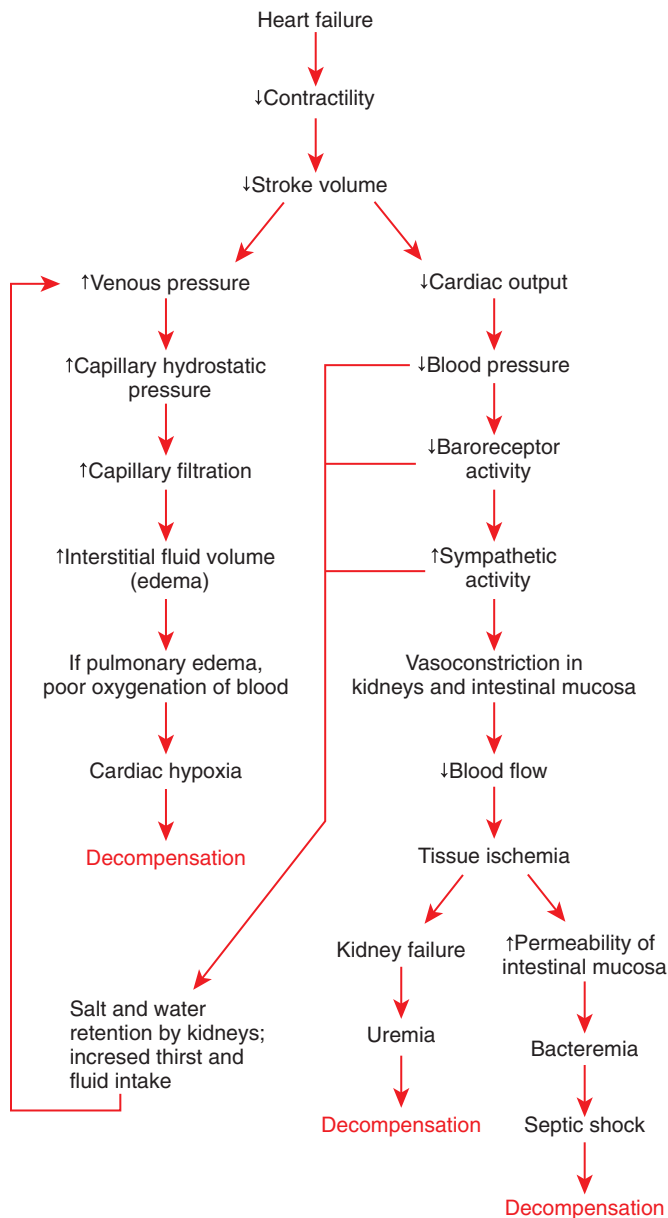 Heart failure
↓Contractility
↓Stroke volume
↑Venous pressure
↓Cardiac output
↑Capillary hydrostatic
pressure
↓Blood pressure
↑Capillary filtration
↓Baroreceptor
activity
↑Interstitial fluid volume
(edema)
↑Sympathetic
activity
If pulmonary edema,
poor oxygenation of blood
Vasoconstriction in
kidneys and intestinal mucosa
Cardiac hypoxia
↓Blood flow
Decompensation
Tissue ischemia
Kidney failure
↑Permeability of
intestinal mucosa
Salt and water
retention by kidneys;
incresed thirst and
fluid intake
Uremia
Bacteremia
Decompensation
Septic shock
Decompensation